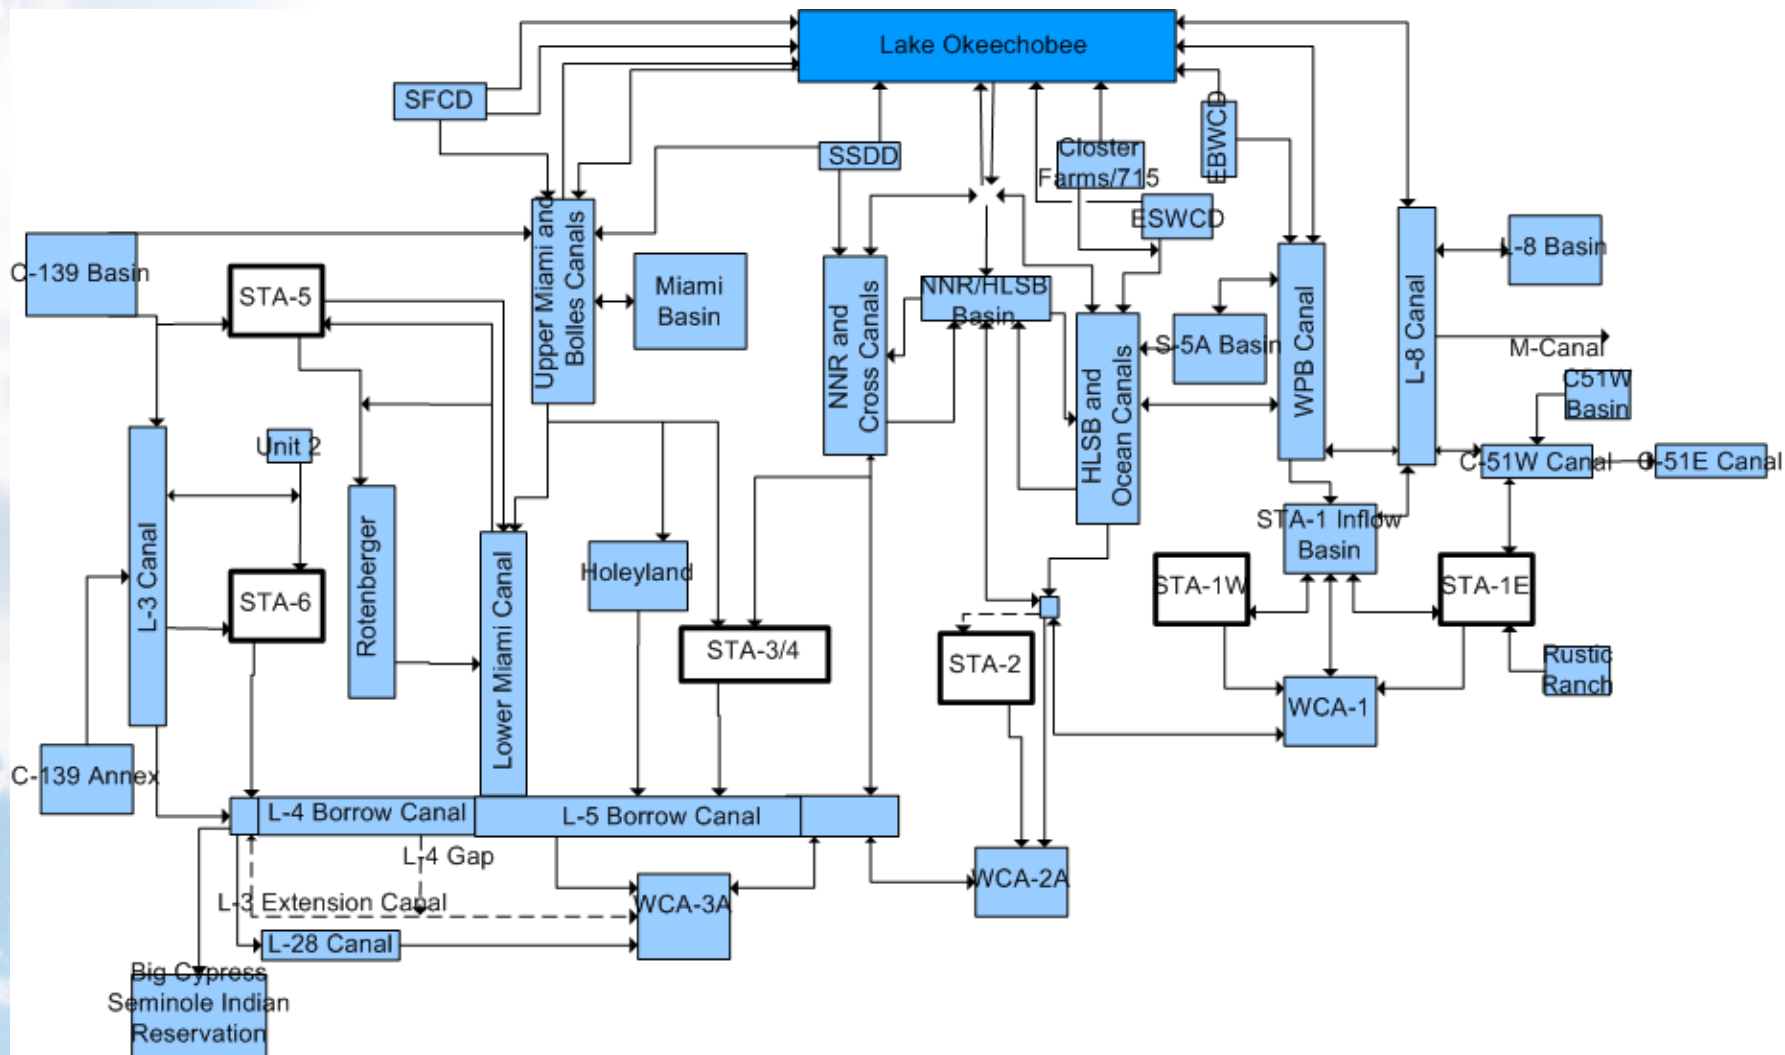 Lake Okeechobee
SFCD
SSDD
Closter
Farms/715
EBWCD
ESWCD
C-139 Basin
STA-5
Upper Miami and
Bolles Canals
Miami
Basin
NNR and
Cross Canals
NNR/HLSB
Basin
HLSB and
Ocean Canals
S-5A Basin
WPB Canal
L-8 Canal
L-8 Basin
M-Canal
C51W
Basin
C-51W Canal
C-51E Canal
Unit 2
L-3 Canal
STA-6
Rotenberger
Lower Miami Canal
Holeyland
STA-3/4
STA-2
STA-1 Inflow
Basin
STA-1W
STA-1E
Rustic
Ranch
WCA-1
C-139 Annex
L-4 Borrow Canal
L-5 Borrow Canal
L-4 Gap
L-3 Extension Canal
WCA-3A
WCA-2A
L-28 Canal
Big Cypress
Seminole Indian
Reservation